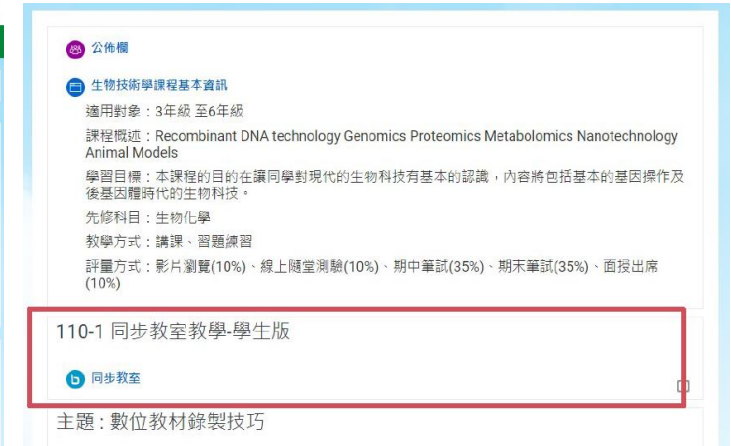 公佈欄
生物技術學課程基本資訊
適用對象：3年級 至6年級
課程概述：Recombinant DNA technology Genomics Proteomics Metabolomics Nanotechnology
Animal Models
學習目標：本課程的目的在讓同學對現代的生物科技有基本的認識，內容將包括基本的基因操作及
後基因體時代的生物科技。
先修科目：生物化學
教學方式：講課、習題練習
評量方式：影片瀏覽(10%)、線上隨堂測驗(10%)、期中筆試(35%)、期末筆試(35%)、面授出席
(10%)
110-1 同步教室教學-學生版
同步教室
主題 : 數位教材錄製技巧